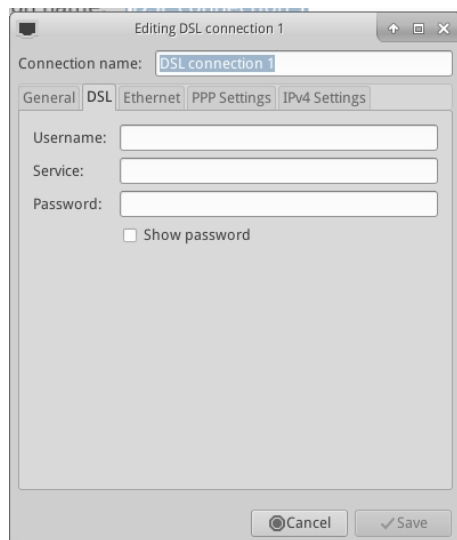 Editing DSL connection 1
Connection name: DSL connection 1
General DSL Ethernet PPP Settings IPv4 Settings
Username:
Service:
Password:
Show password
Cancel Save